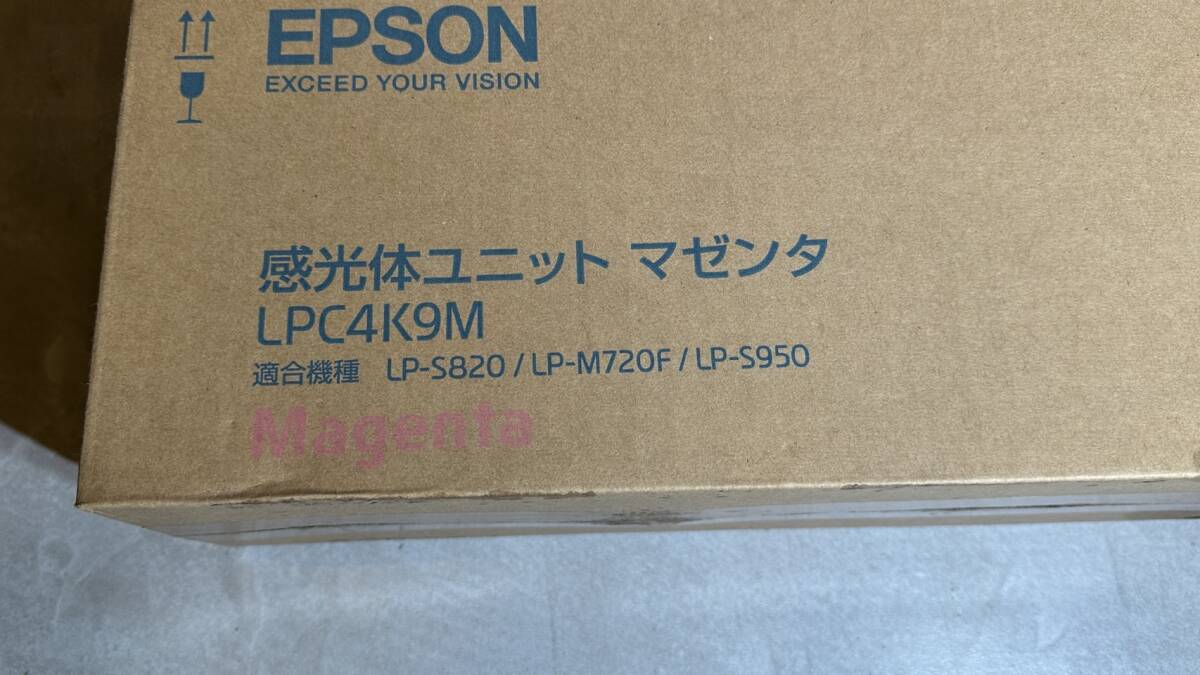 EPSON
EXCEED YOUR VISION
感光体ユニット マゼンタ
LPC4K9M
適合機種 LP-S820 / LP-M720F / LP-S950
Magenta